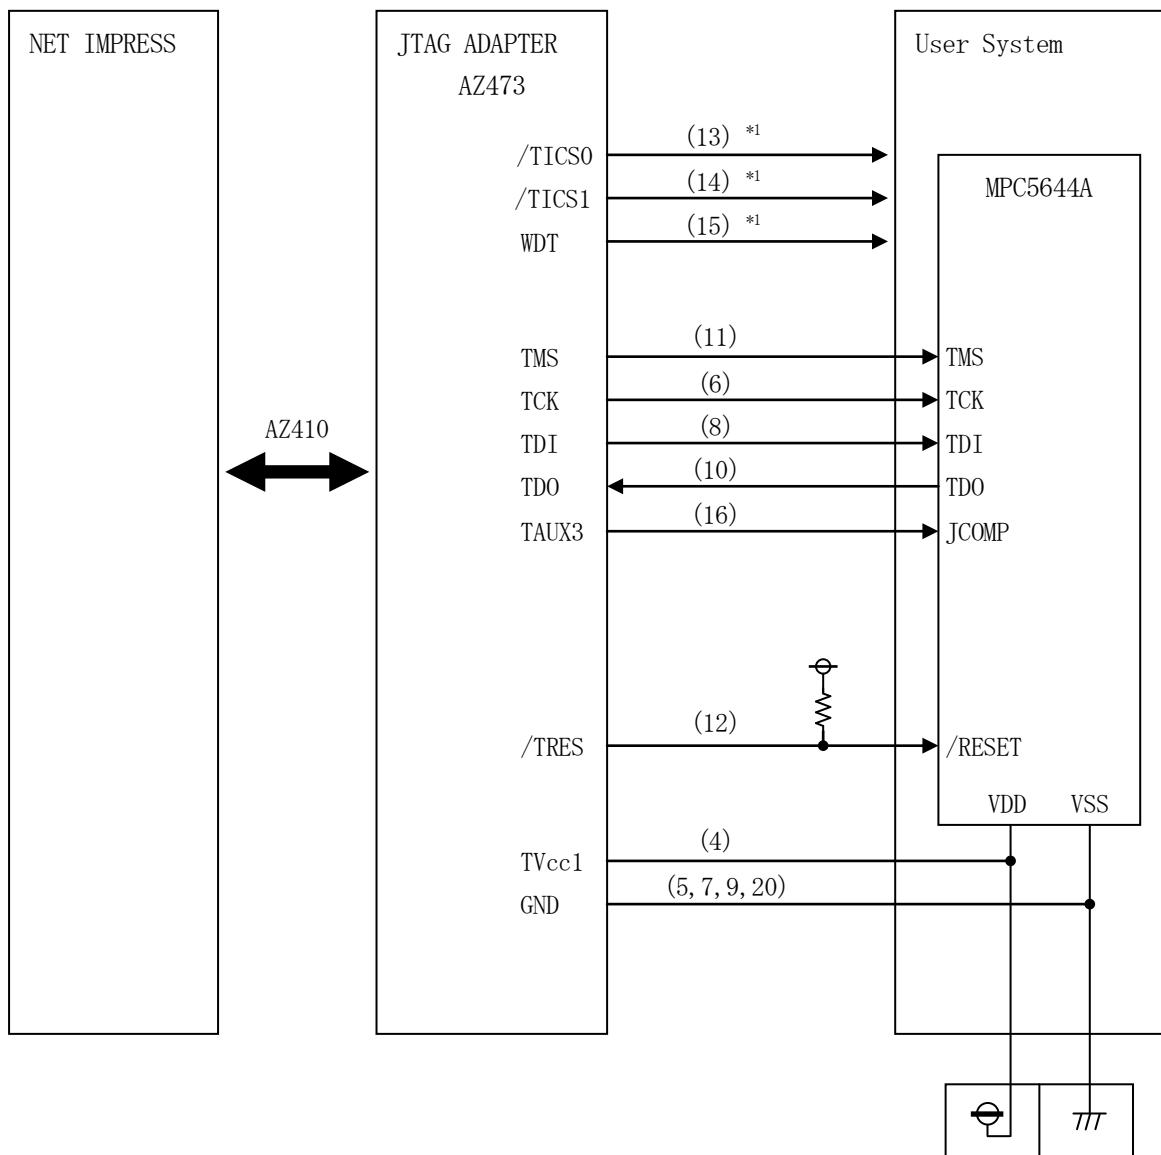 NET IMPRESS
JTAG ADAPTER
AZ473
User System
/TICS0
(13) *1
/TICS1
(14) *1
WDT
(15) *1
MPC5644A
TMS
(11)
TMS
TCK
(6)
TCK
TDI
(8)
TDI
TDO
(10)
TDO
TAUX3
(16)
JCOMP
AZ410
/TRES
(12)
/RESET
VDD
VSS
TVcc1
(4)
GND
(5, 7, 9, 20)